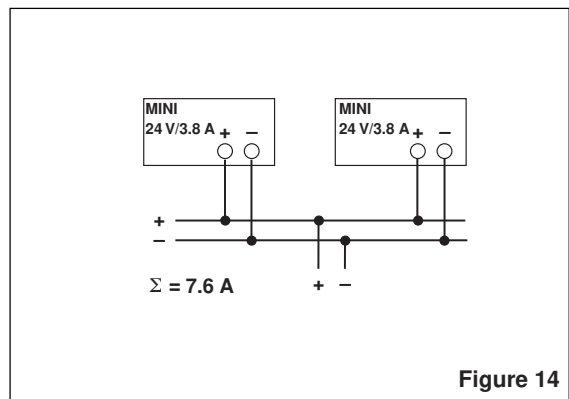 MINI
24 V/3.8 A + −
MINI
24 V/3.8 A + −
+
−
Σ = 7.6 A
+ −
Figure 14